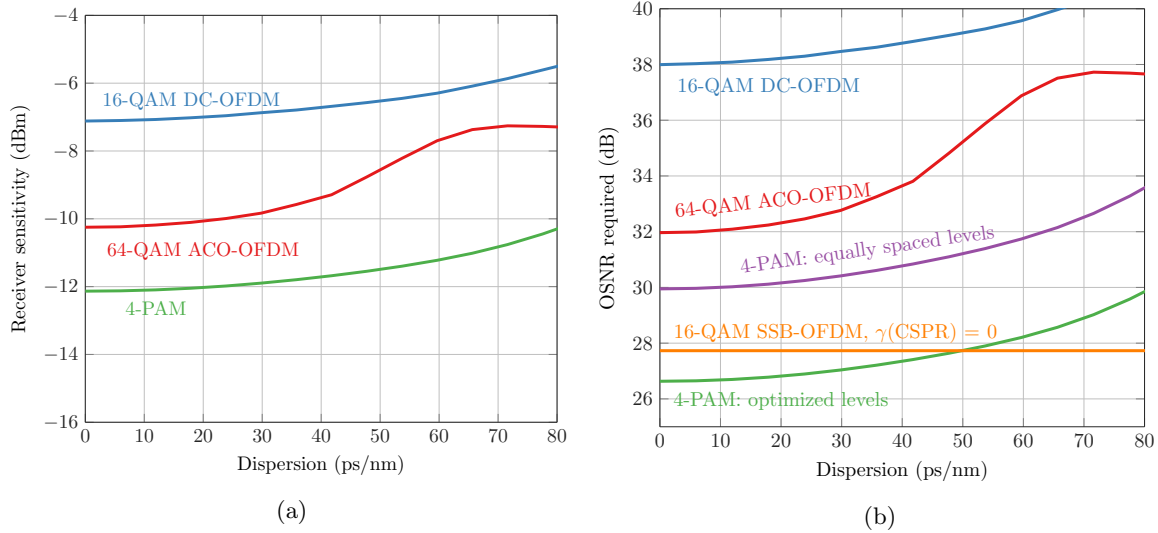 −4
−6
−8
−10
−12
−14
−16
0 10 20 30 40 50 60 70 80
Receiver sensitivity (dBm)
Dispersion (ps/nm)
16-QAM DC-OFDM
64-QAM ACO-OFDM
4-PAM
(a)
40
38
36
34
32
30
28
26
0 10 20 30 40 50 60 70 80
OSNR required (dB)
Dispersion (ps/nm)
16-QAM DC-OFDM
64-QAM ACO-OFDM
4-PAM: equally spaced levels
16-QAM SSB-OFDM, γ(CSPR) = 0
4-PAM: optimized levels
(b)